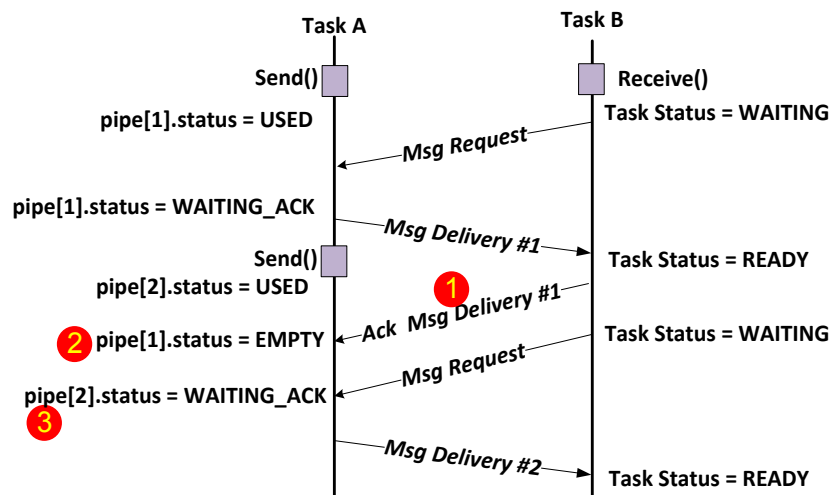 Task A
Task B
Send()
Receive()
pipe[1].status = USED
Task Status = WAITING
Msg Request
pipe[1].status = WAITING_ACK
Msg Delivery #1
Send()
Task Status = READY
pipe[2].status = USED
1
Ack Msg Delivery #1
2
pipe[1].status = EMPTY
Task Status = WAITING
Msg Request
pipe[2].status = WAITING_ACK
3
Msg Delivery #2
Task Status = READY